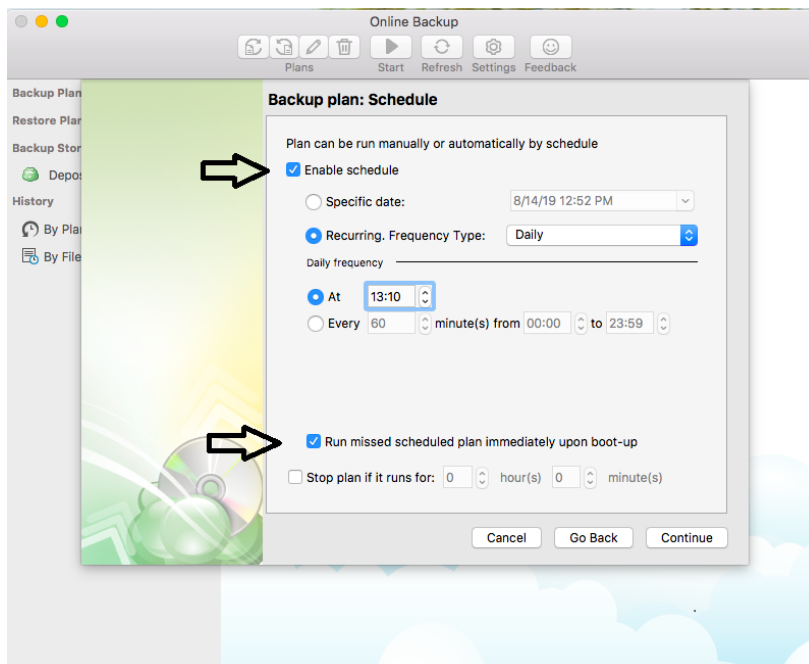 Online Backup
Plans Start Refresh Settings Feedback
Backup Plan
Restore Plar
Backup Stor
Depo
History
By Pla
By File
Backup plan: Schedule
Plan can be run manually or automatically by schedule
Enable schedule
Specific date: 8/14/19 12:52 PM
Recurring. Frequency Type: Daily
Daily frequency
At 13:10
Every 60 minute(s) from 00:00 to 23:59
Run missed scheduled plan immediately upon boot-up
Stop plan if it runs for: 0 hour(s) 0 minute(s)
Cancel Go Back Continue